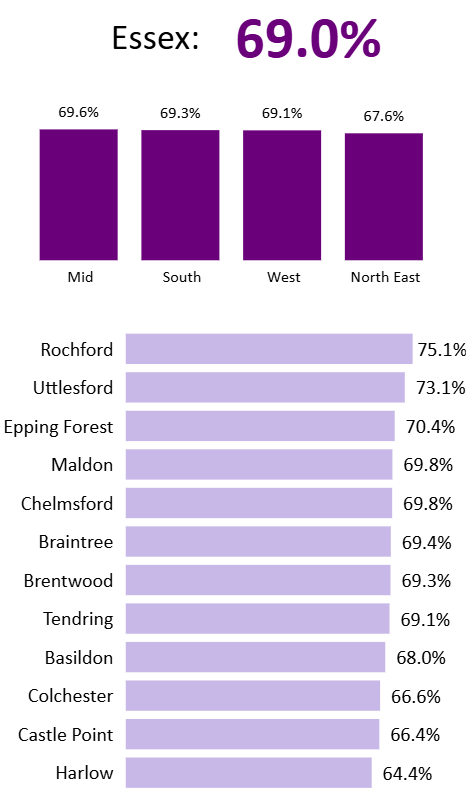 Essex: 69.0%
69.6% 69.3% 69.1% 67.6%
Mid South West North East
Rochford 75.1%
Uttlesford 73.1%
Epping Forest 70.4%
Maldon 69.8%
Chelmsford 69.8%
Braintree 69.4%
Brentwood 69.3%
Tendring 69.1%
Basildon 68.0%
Colchester 66.6%
Castle Point 66.4%
Harlow 64.4%